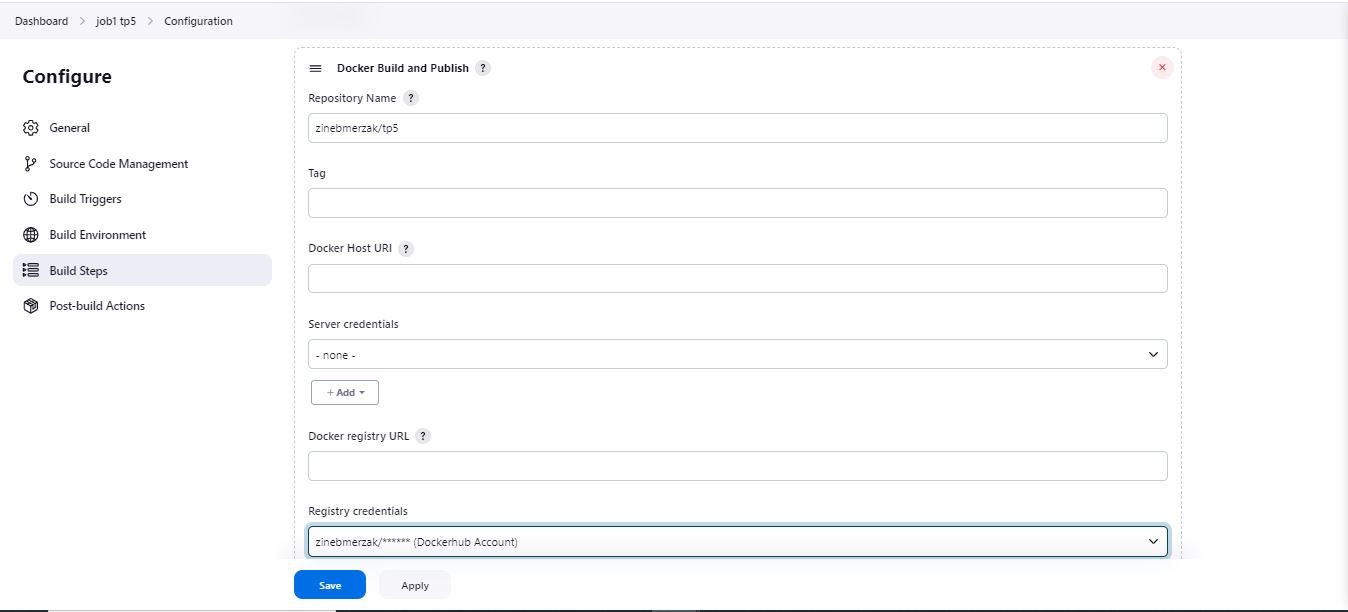 Dashboard > job1 tp5 > Configuration
Configure
General
Source Code Management
Build Triggers
Build Environment
Build Steps
Post-build Actions
Docker Build and Publish ?
Repository Name ?
zinebmerzak/tp5
Tag
Docker Host URI ?
Server credentials
- none -
+ Add
Docker registry URL ?
Registry credentials
zinebmerzak/****** (Dockerhub Account)
Save Apply